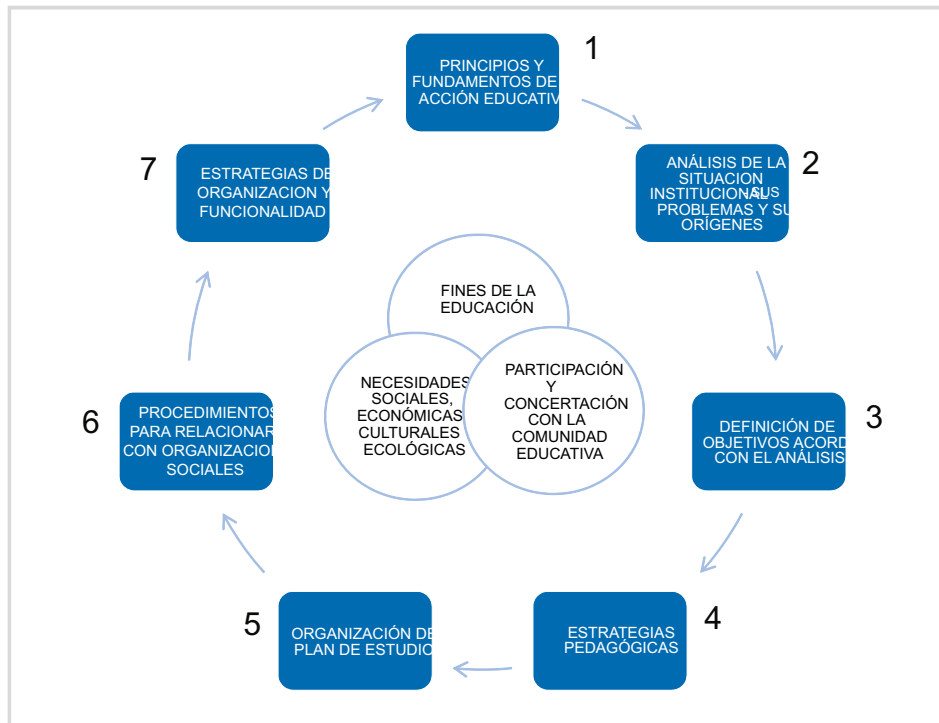 1
PRINCIPIOS Y
FUNDAMENTOS DE
ACCIÓN EDUCATIV
2
ANÁLISIS DE LA
SITUACION
INSTITUCIONAL - SUS
PROBLEMAS Y SU
ORÍGENES
3
DEFINICIÓN DE
OBJETIVOS ACORD
CON EL ANÁLISIS
4
ESTRATEGIAS
PEDAGÓGICAS
5
ORGANIZACIÓN DE
PLAN DE ESTUDIO
6
PROCEDIMIENTOS
PARA RELACIONAR
CON ORGANIZACION
SOCIALES
7
ESTRATEGIAS DE
ORGANIZACION Y
FUNCIONALIDAD
FINES DE LA
EDUCACIÓN
NECESIDADES
SOCIALES,
ECONÓMICAS
CULTURALES
ECOLÓGICAS
PARTICIPACIÓN
Y
CONCERTACIÓN
CON LA
COMUNIDAD
EDUCATIVA